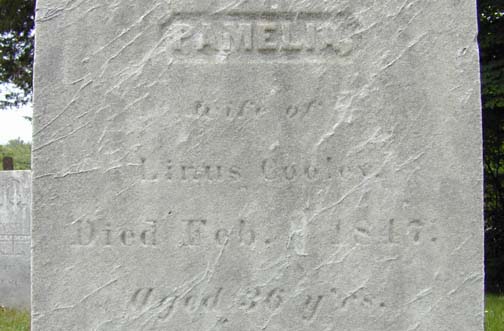 PAMELIA,
wife of
Linus Cooley.
Died Feb. 1847.
Aged 36 y'rs.